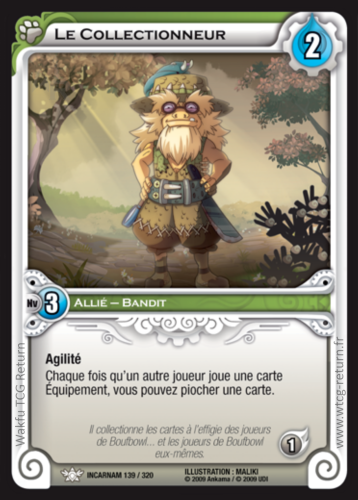 LE COLLECTIONNEUR
2
Nv 3
ALLIÉ – BANDIT
Agilité
Chaque fois qu'un autre joueur joue une carte
Équipement, vous pouvez piocher une carte.
Il collectionne les cartes à l'effigie des joueurs
de Boufbowl... et les joueurs de Boufbowl
eux-mêmes.
1
INCARNAM 139 / 320
ILLUSTRATION : MALIKI
© 2009 Ankama / © 2009 UDI
Wakfu TCG Return
www.wtcg-return.fr